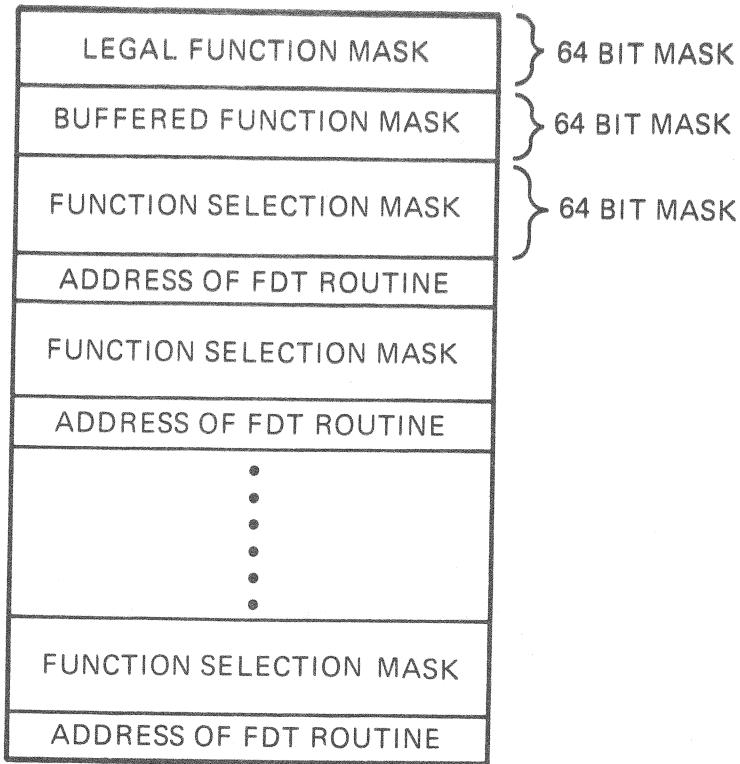 LEGAL FUNCTION MASK
64 BIT MASK
BUFFERED FUNCTION MASK
64 BIT MASK
FUNCTION SELECTION MASK
64 BIT MASK
ADDRESS OF FDT ROUTINE
FUNCTION SELECTION MASK
ADDRESS OF FDT ROUTINE
FUNCTION SELECTION MASK
ADDRESS OF FDT ROUTINE